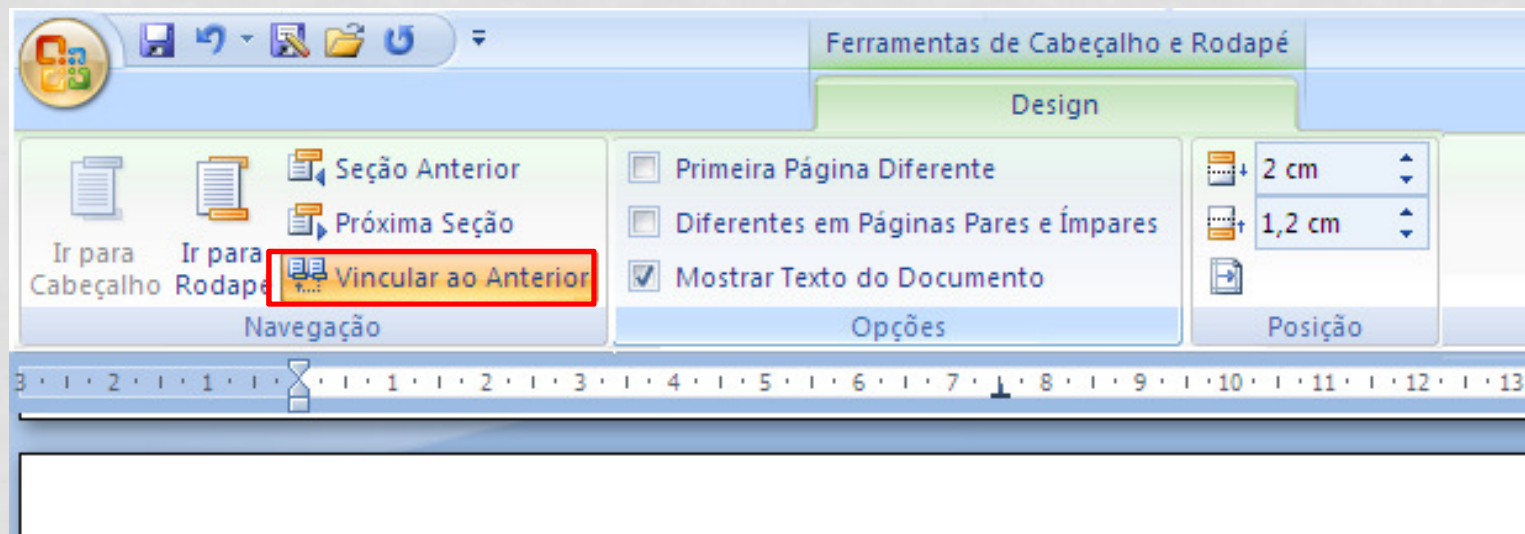 Ferramentas de Cabeçalho e Rodapé
Design
Ir para Cabeçalho
Ir para Rodapé
Seção Anterior
Próxima Seção
Vincular ao Anterior
Navegação
Primeira Página Diferente
Diferentes em Páginas Pares e Ímpares
Mostrar Texto do Documento
Opções
2 cm
1,2 cm
Posição
3 2 1 1 2 3 4 5 6 7 8 9 10 11 12 13